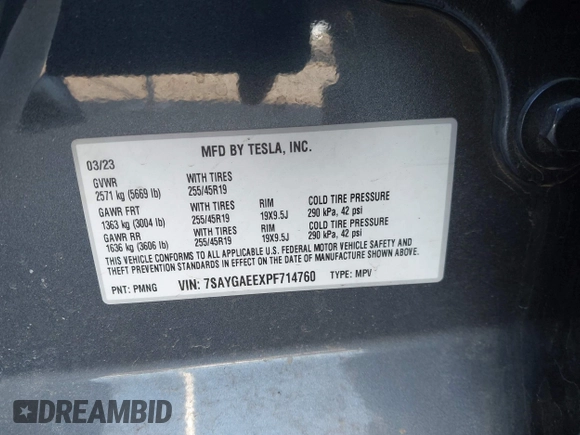 MFD BY TESLA, INC.
03/23
GVWR WITH TIRES
2571 kg (5669 lb) 255/45R19
GAWR FRT WITH TIRES RIM COLD TIRE PRESSURE
1363 kg (3004 lb) 255/45R19 19X9.5J 290 kPa, 42 psi
GAWR RR WITH TIRES RIM COLD TIRE PRESSURE
1636 kg (3606 lb) 255/45R19 19X9.5J 290 kPa, 42 psi
THIS VEHICLE CONFORMS TO ALL APPLICABLE U.S. FEDERAL MOTOR VEHICLE SAFETY AND
THEFT PREVENTION STANDARDS IN EFFECT ON THE DATE OF MANUFACTURE SHOWN ABOVE.
PNT: PMNG VIN: 7SAYGAEEXPF714760 TYPE: MPV
DREAMBID